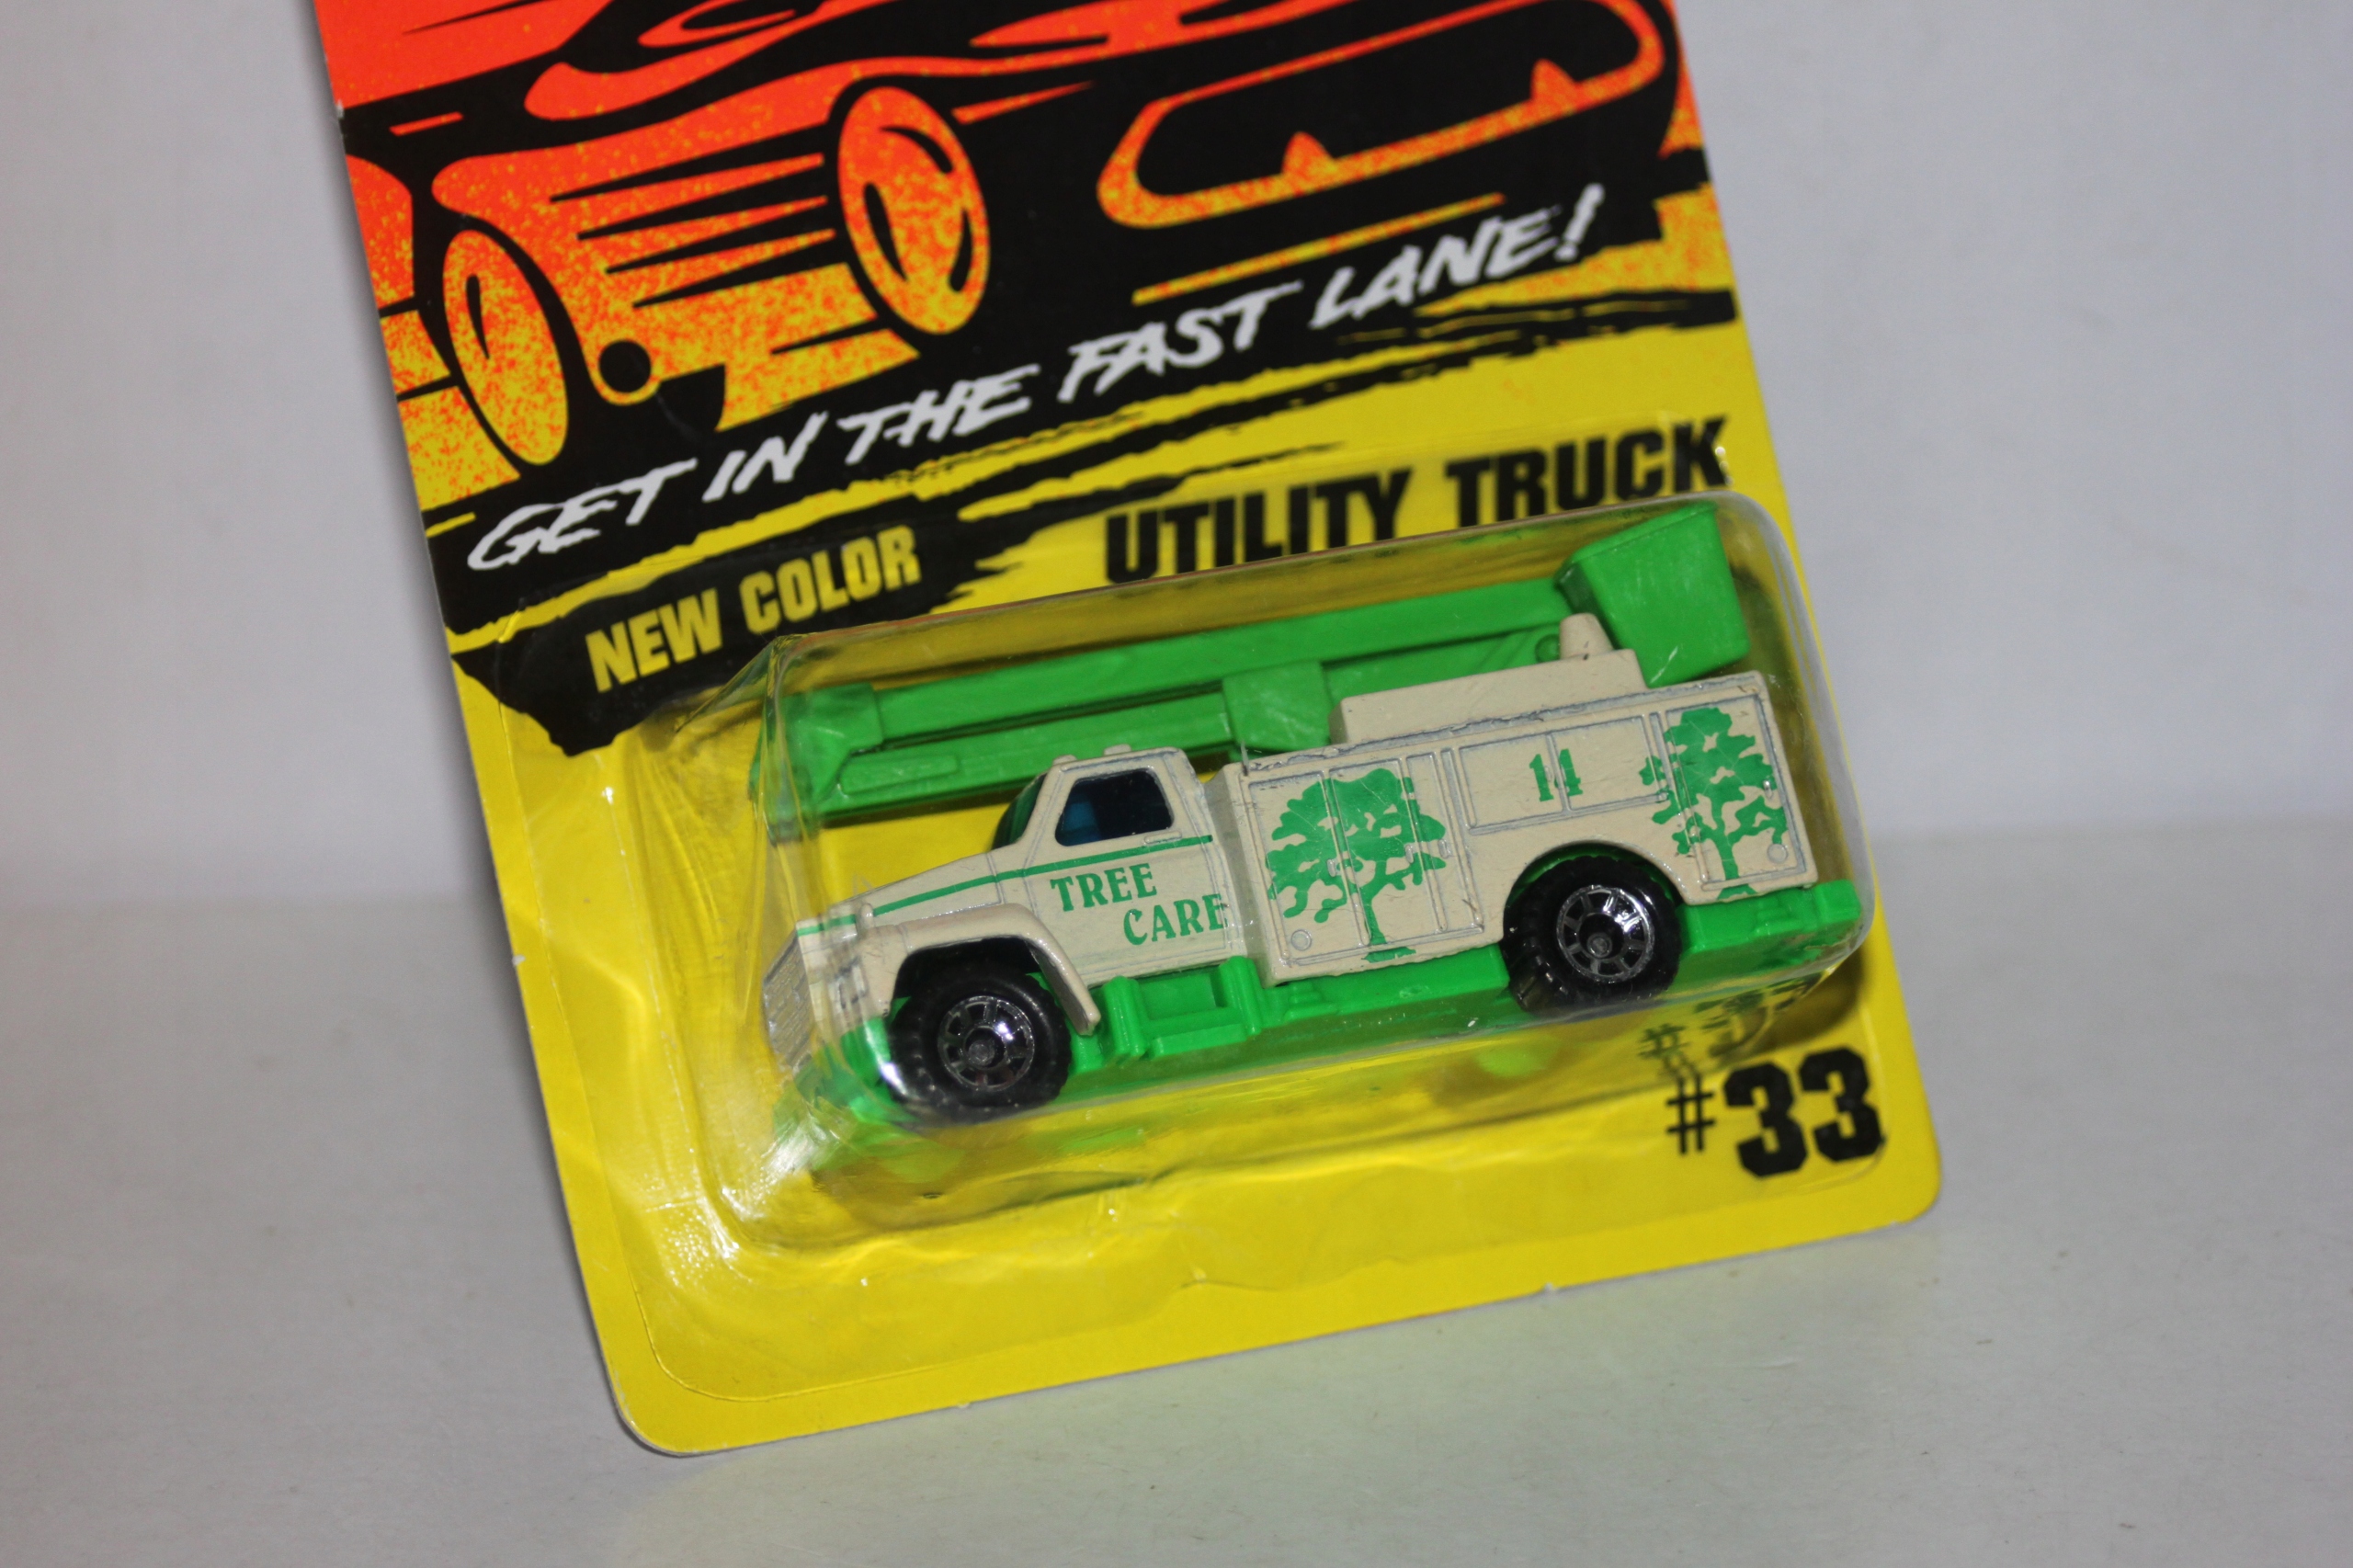 GET IN THE FAST LANE!
NEW COLOR
UTILITY TRUCK
TREE
CARE
14
#33